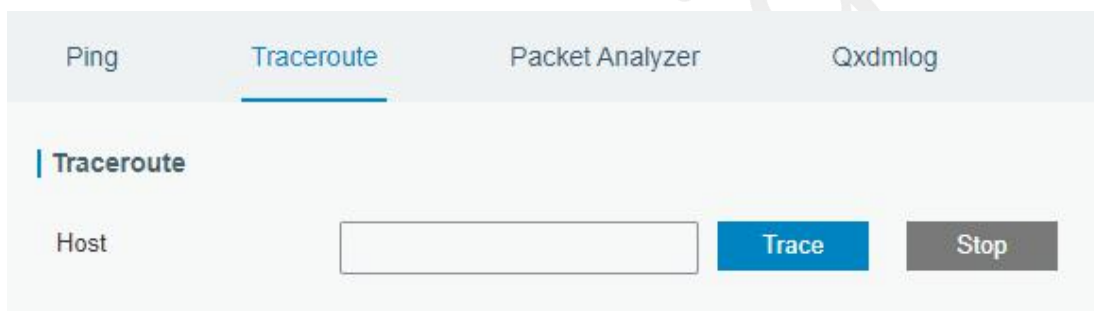 Ping Traceroute Packet Analyzer Qxdmlog
Traceroute
Host Trace Stop